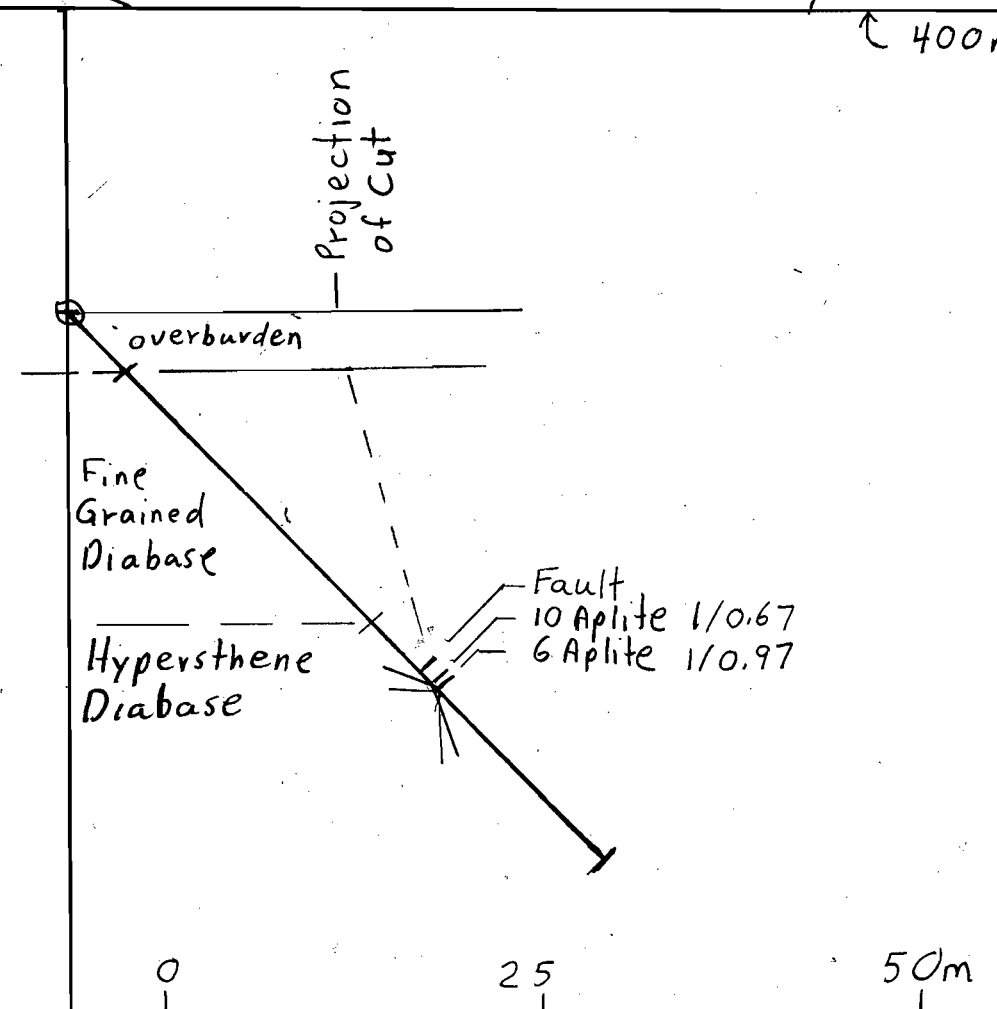 400m
Projection
of Cut
overburden
Fine
Grained
Diabase
Fault
10 Aplite 1/0.67
6 Aplite 1/0.97
Hypersthene
Diabase
0 25 50m